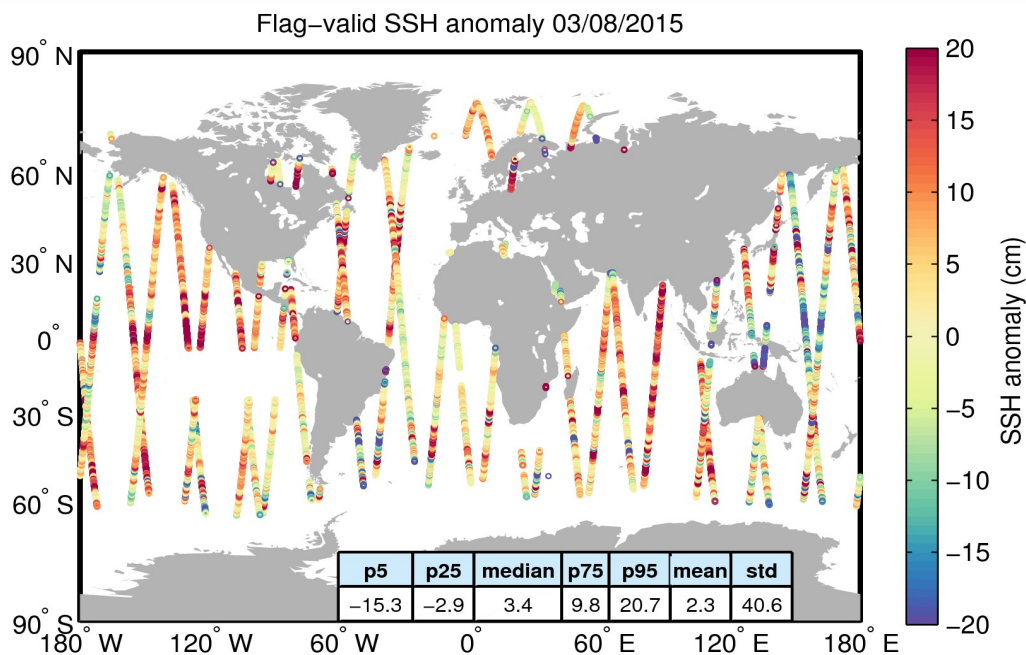 Flag−valid SSH anomaly 03/08/2015
90° N
60° N
30° N
0°
30° S
60° S
90° S
180° W
120° W
60° W
0°
60° E
120° E
180° E
p5 p25 median p75 p95 mean std
−15.3 −2.9 3.4 9.8 20.7 2.3 40.6
20
15
10
5
0
−5
−10
−15
−20
SSH anomaly (cm)